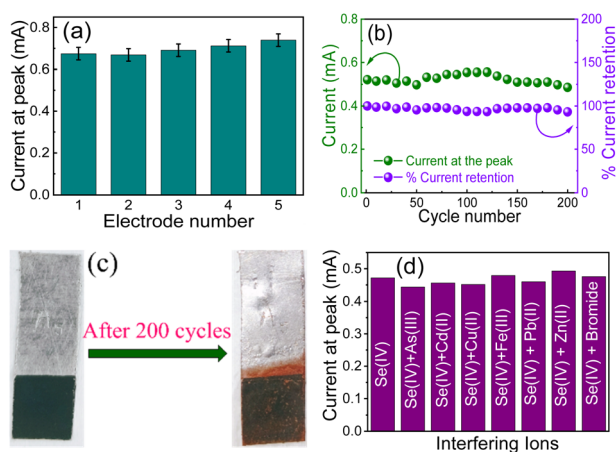 (a)
Current at peak (mA)
0.8
0.6
0.4
0.2
0.0
1 2 3 4 5
Electrode number
(b)
Current (mA)
0.8
0.6
0.4
0.2
0.0
200
150
100
50
0
% Current retention
Current at the peak
% Current retention
0 50 100 150 200
Cycle number
(c)
After 200 cycles
(d)
Current at peak (mA)
0.6
0.5
0.4
0.3
0.2
0.1
0.0
Se(IV)
Se(IV)+As(III)
Se(IV)+Cd(II)
Se(IV)+Cu(II)
Se(IV)+Fe(III)
Se(IV) + Pb(II)
Se(IV) + Zn(II)
Se(IV) + Bromide
Interfering Ions